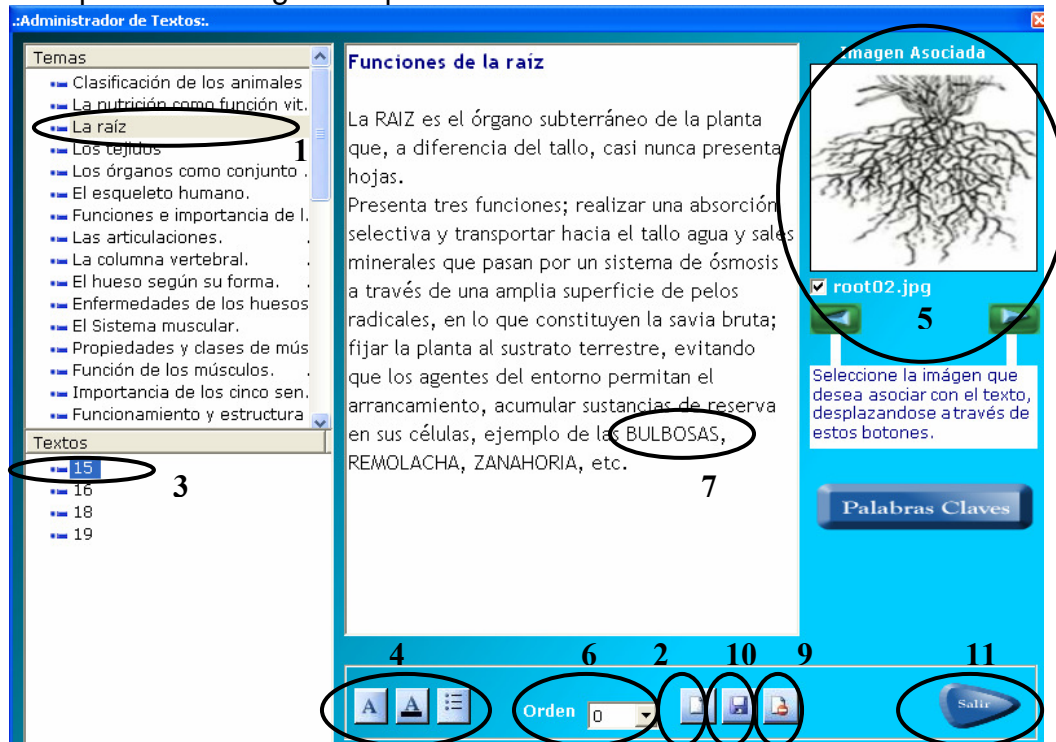 .:Administrador de Textos:.
Temas
Clasificación de los animales
La nutrición como función vit.
La raíz
1
Los tejidos
Los órganos como conjunto .
El esqueleto humano.
Funciones e importancia de l.
Las articulaciones. .
La columna vertebral. .
El hueso según su forma. .
Enfermedades de los huesos
El Sistema muscular.
Propiedades y clases de mús
Función de los músculos. .
Importancia de los cinco sen.
Funcionamiento y estructura
Textos
15
3
16
18
19
Funciones de la raíz
La RAIZ es el órgano subterráneo de la planta
que, a diferencia del tallo, casi nunca presenta
hojas.
Presenta tres funciones; realizar una absorción
selectiva y transportar hacia el tallo agua y sales
minerales que pasan por un sistema de ósmosis
a través de una amplia superficie de pelos
radicales, en lo que constituyen la savia bruta;
fijar la planta al sustrato terrestre, evitando
que los agentes del entorno permitan el
arrancamiento, acumular sustancias de reserva
en sus células, ejemplo de las BULBOSAS,
REMOLACHA, ZANAHORIA, etc.
7
Imagen Asociada
root02.jpg
5
Seleccione la imágen que
desea asociar con el texto,
desplazandose a través de
estos botones.
Palabras Claves
4 6 2 10 9 11
A A Orden 0 Salir